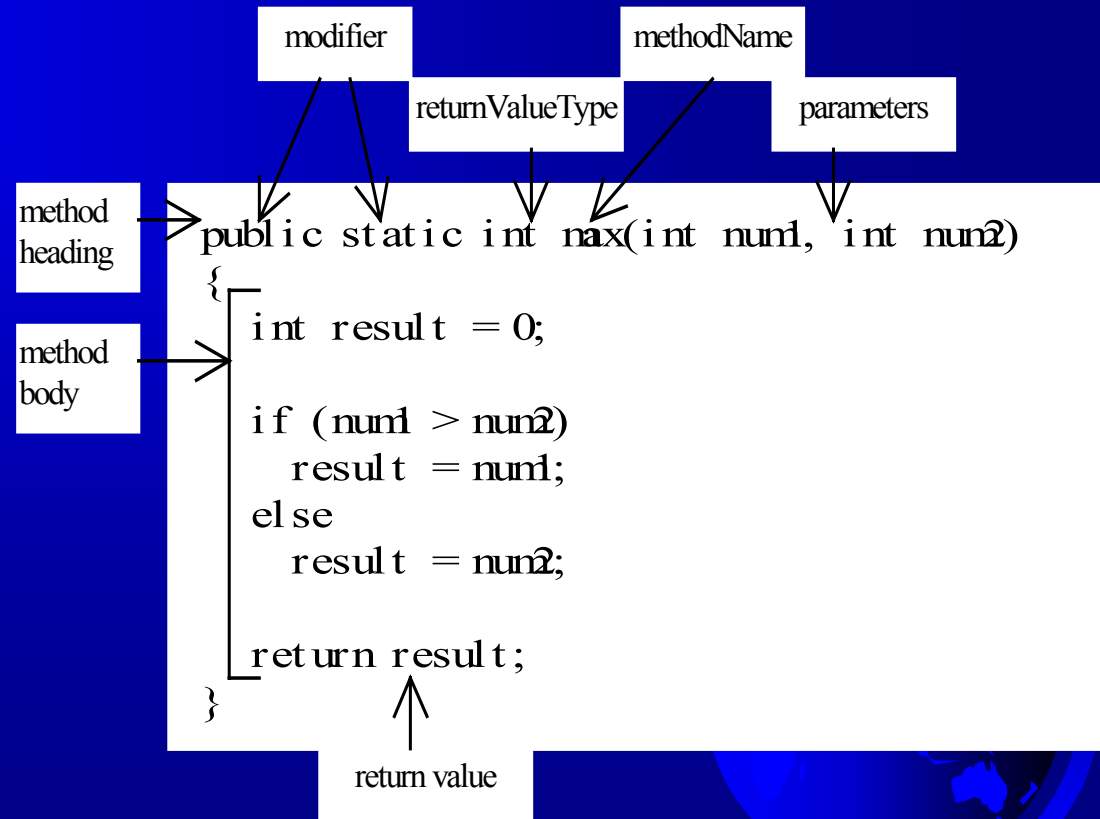 modifier
methodName
returnValueType
parameters
method
heading
public static int max(int num1, int num2)
{
method
body
int result = 0;
if (num1 > num2)
result = num1;
else
result = num2;
return result;
}
return value